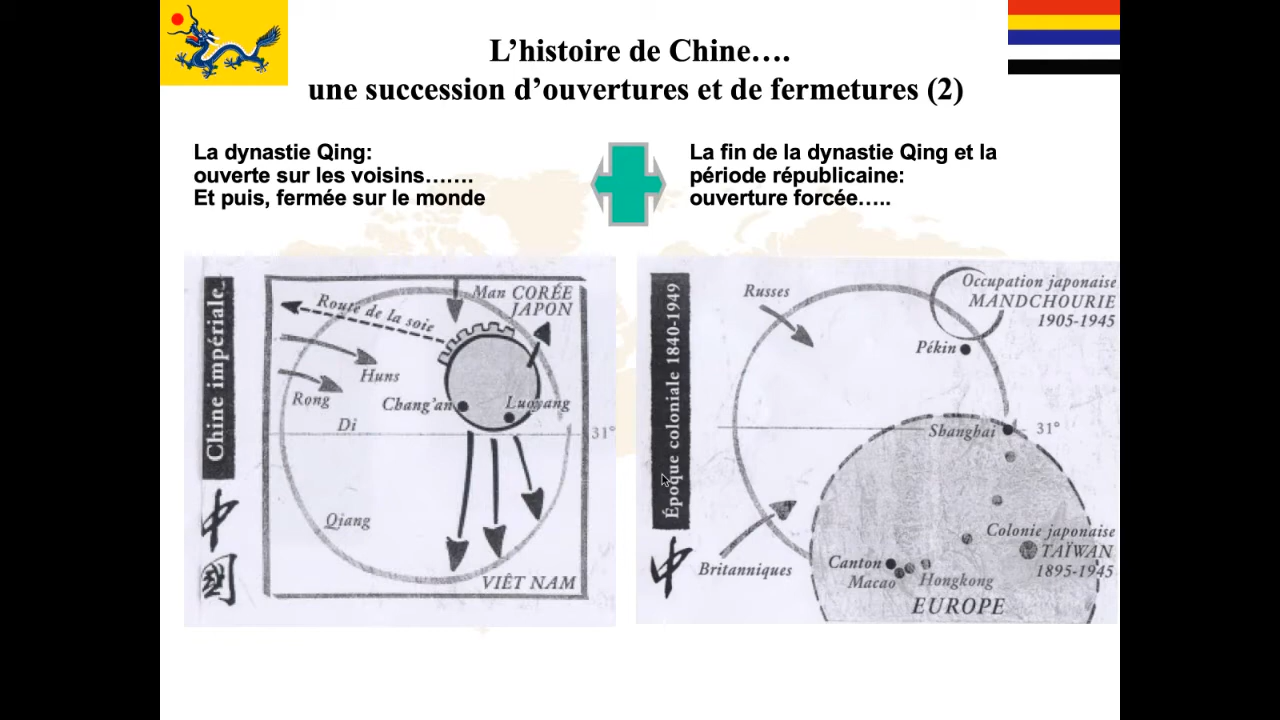 L'histoire de Chine….
une succession d'ouvertures et de fermetures (2)
La dynastie Qing:
ouverte sur les voisins…….
Et puis, fermée sur le monde
La fin de la dynastie Qing et la
période républicaine:
ouverture forcée…..
Chine impériale
中國
Route de la soie
Man CORÉE
JAPON
Huns
Rong
Chang'an
Luoyang
Di
31°
Qiang
VIÊT NAM
Époque coloniale 1840-1949
中
Russes
Occupation japonaise
MANDCHOURIE
1905-1945
Pékin
Shanghai
31°
Colonie japonaise
TAÏWAN
1895-1945
Britanniques
Canton
Macao
Hongkong
EUROPE